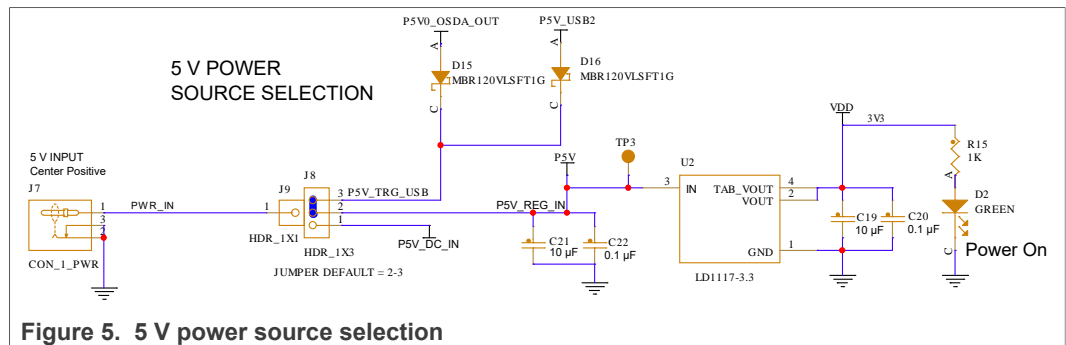 P5V0_OSDA_OUT
P5V_USB2
A
A
D15
MBR120VLSFT1G
D16
MBR120VLSFT1G
C
C
5 V POWER
SOURCE SELECTION
5 V INPUT
Center Positive
J7
1
3
2
CON_1_PWR
PWR_IN
J9
1
HDR_1X1
J8
3
2
1
HDR_1X3
P5V_TRG_USB
P5V_REG_IN
P5V_DC_IN
JUMPER DEFAULT = 2-3
P5V
TP3
C21
10 µF
C22
0.1 µF
U2
3
IN
TAB_VOUT
4
VOUT
2
GND
1
LD1117-3.3
VDD
3V3
C19
10 µF
C20
0.1 µF
R15
1K
A
D2
GREEN
C
Power On
Figure 5. 5 V power source selection